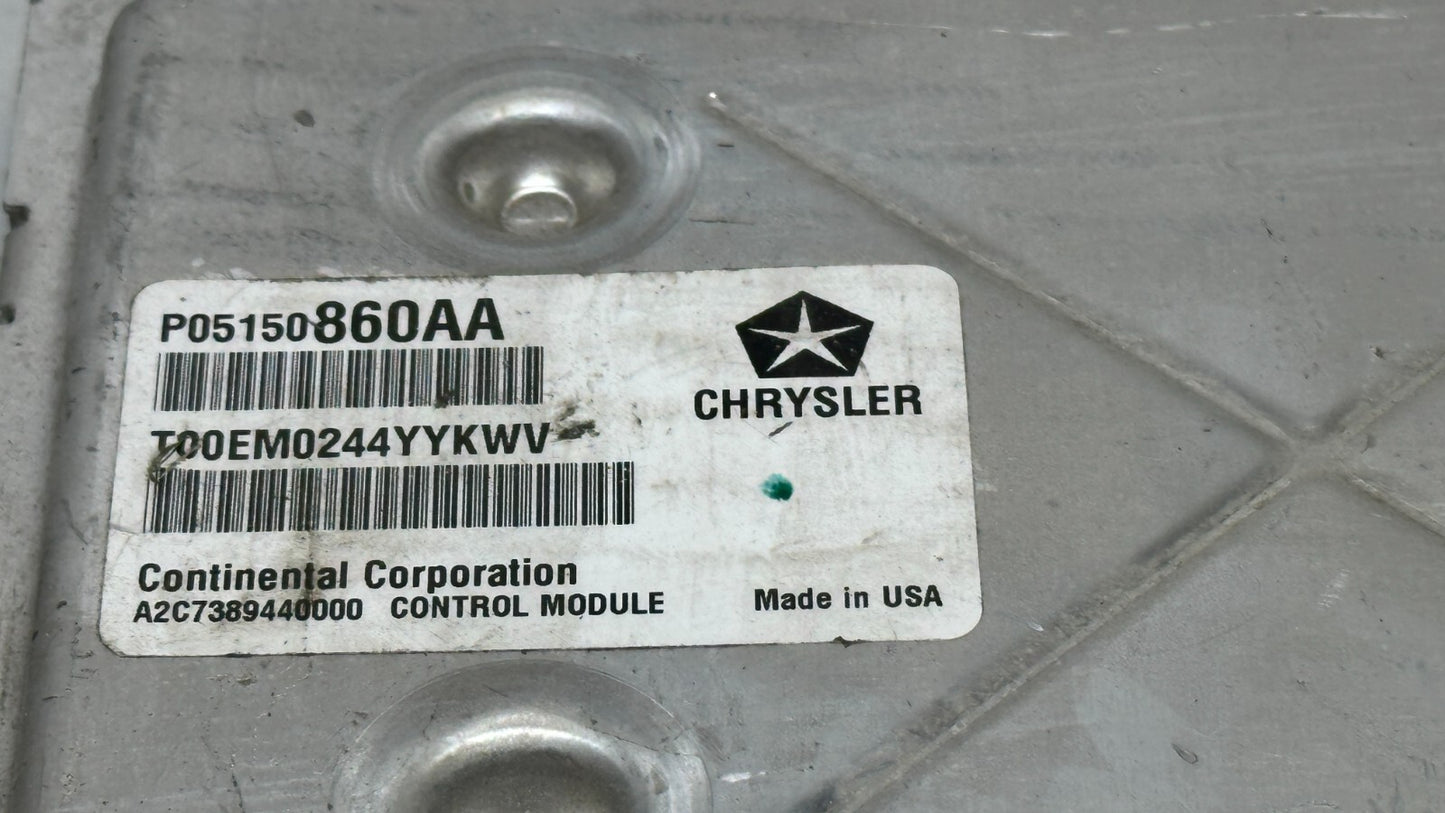 P05150860AA
CHRYSLER
T00EM0244YYKWV
Continental Corporation
A2C7389440000 CONTROL MODULE
Made in USA